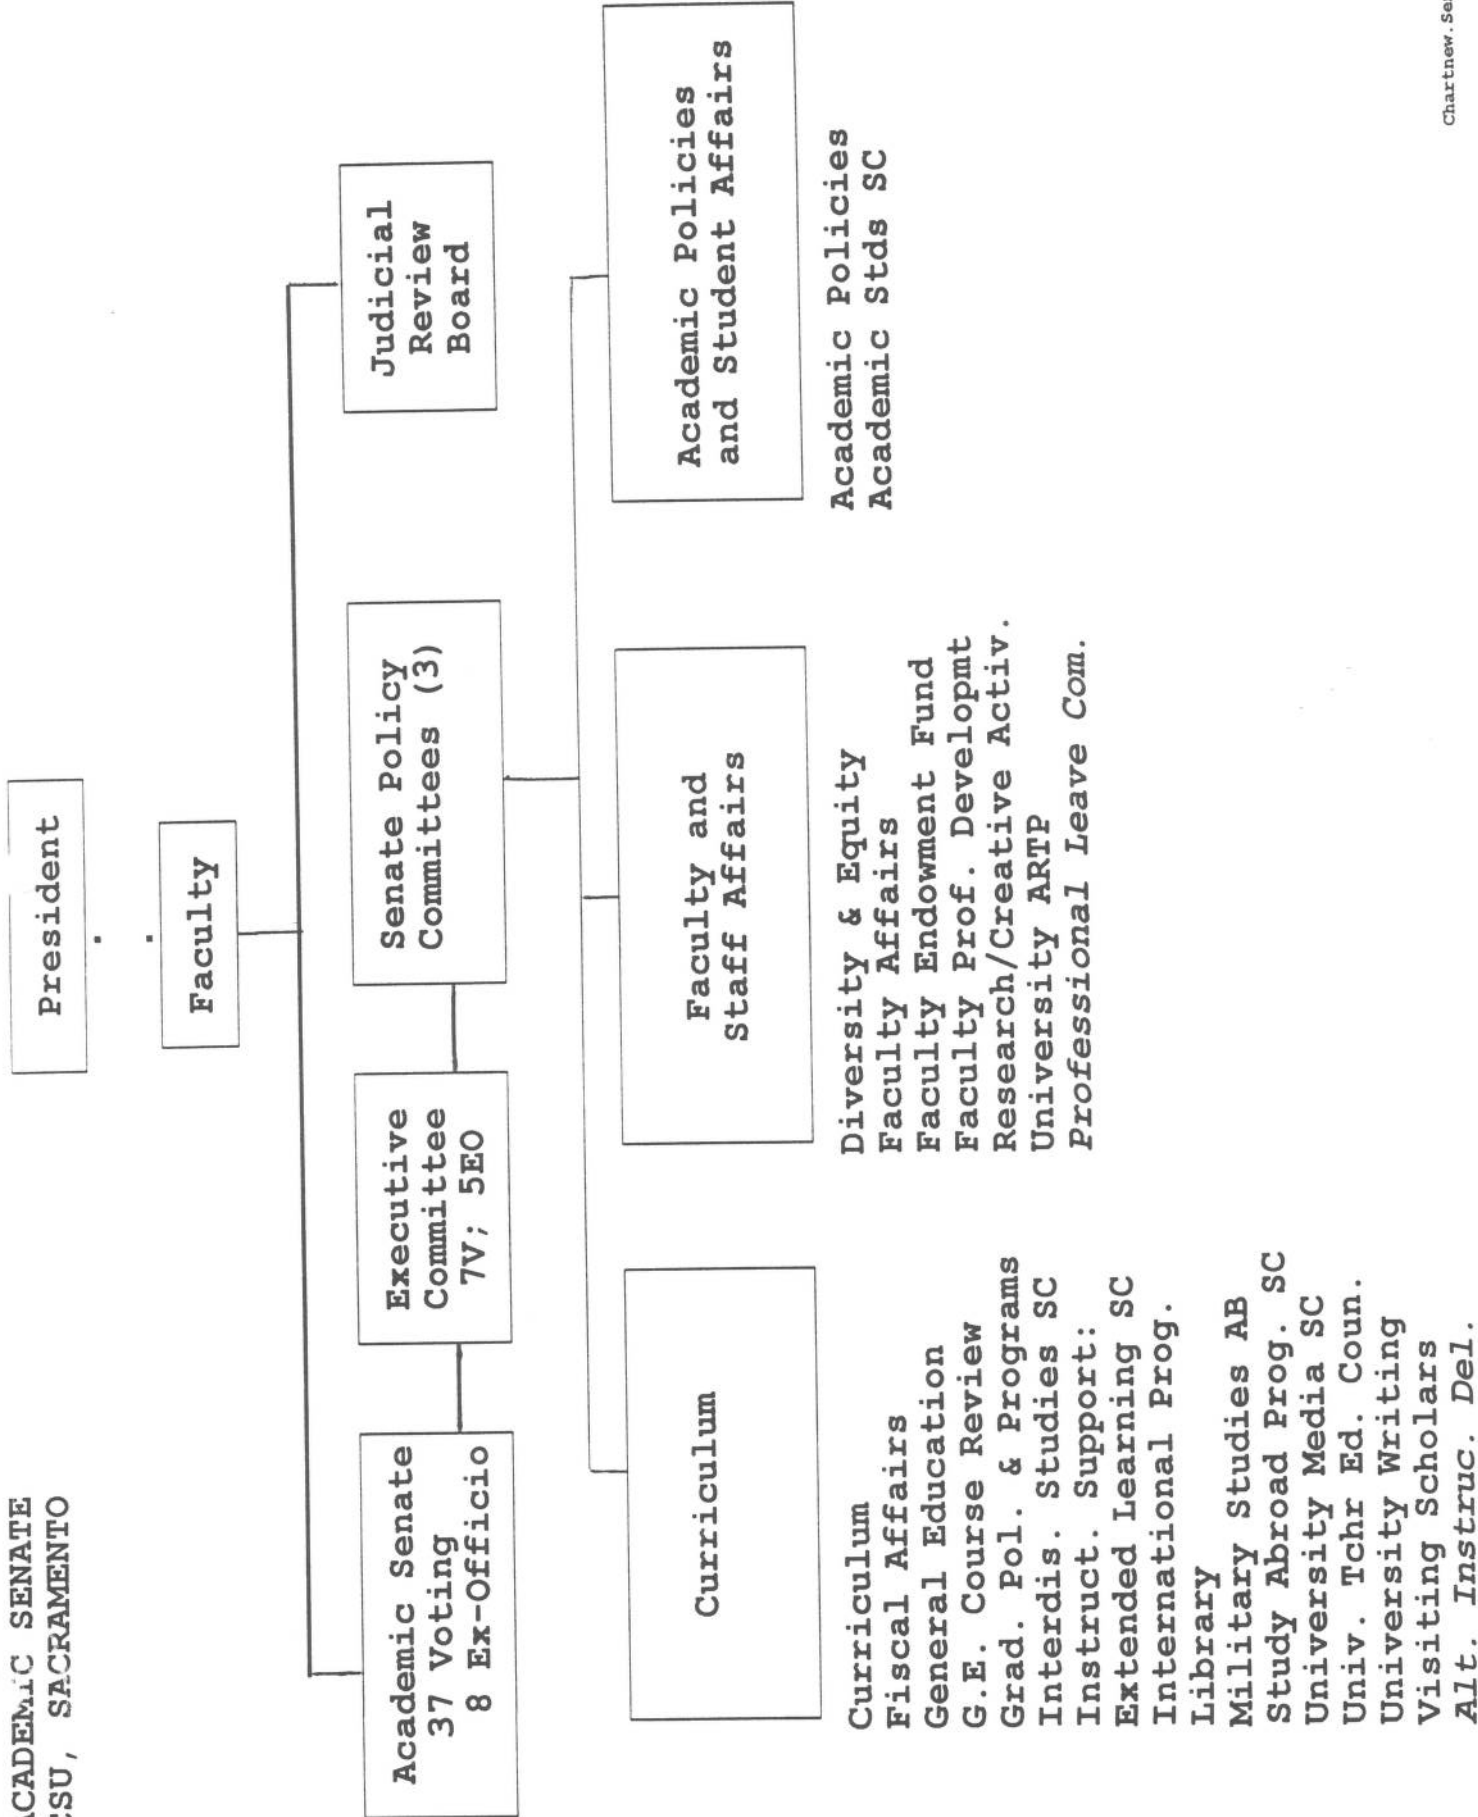 ACADEMIC SENATE
CSU, SACRAMENTO
President
Faculty
Academic Senate
37 Voting
8 Ex-Officio
Executive
Committee
7V; 5EO
Senate Policy
Committees (3)
Judicial
Review
Board
Curriculum
Faculty and
Staff Affairs
Academic Policies
and Student Affairs
Curriculum
Fiscal Affairs
General Education
G.E. Course Review
Grad. Pol. & Programs
Interdis. Studies SC
Instruct. Support:
Extended Learning SC
International Prog.
Library
Military Studies AB
Study Abroad Prog. SC
University Media SC
Univ. Tchr Ed. Coun.
University Writing
Visiting Scholars
Alt. Instruc. Del.
Diversity & Equity
Faculty Affairs
Faculty Endowment Fund
Faculty Prof. Developmt
Research/Creative Activ.
University ARTP
Professional Leave Com.
Academic Policies
Academic Stds SC